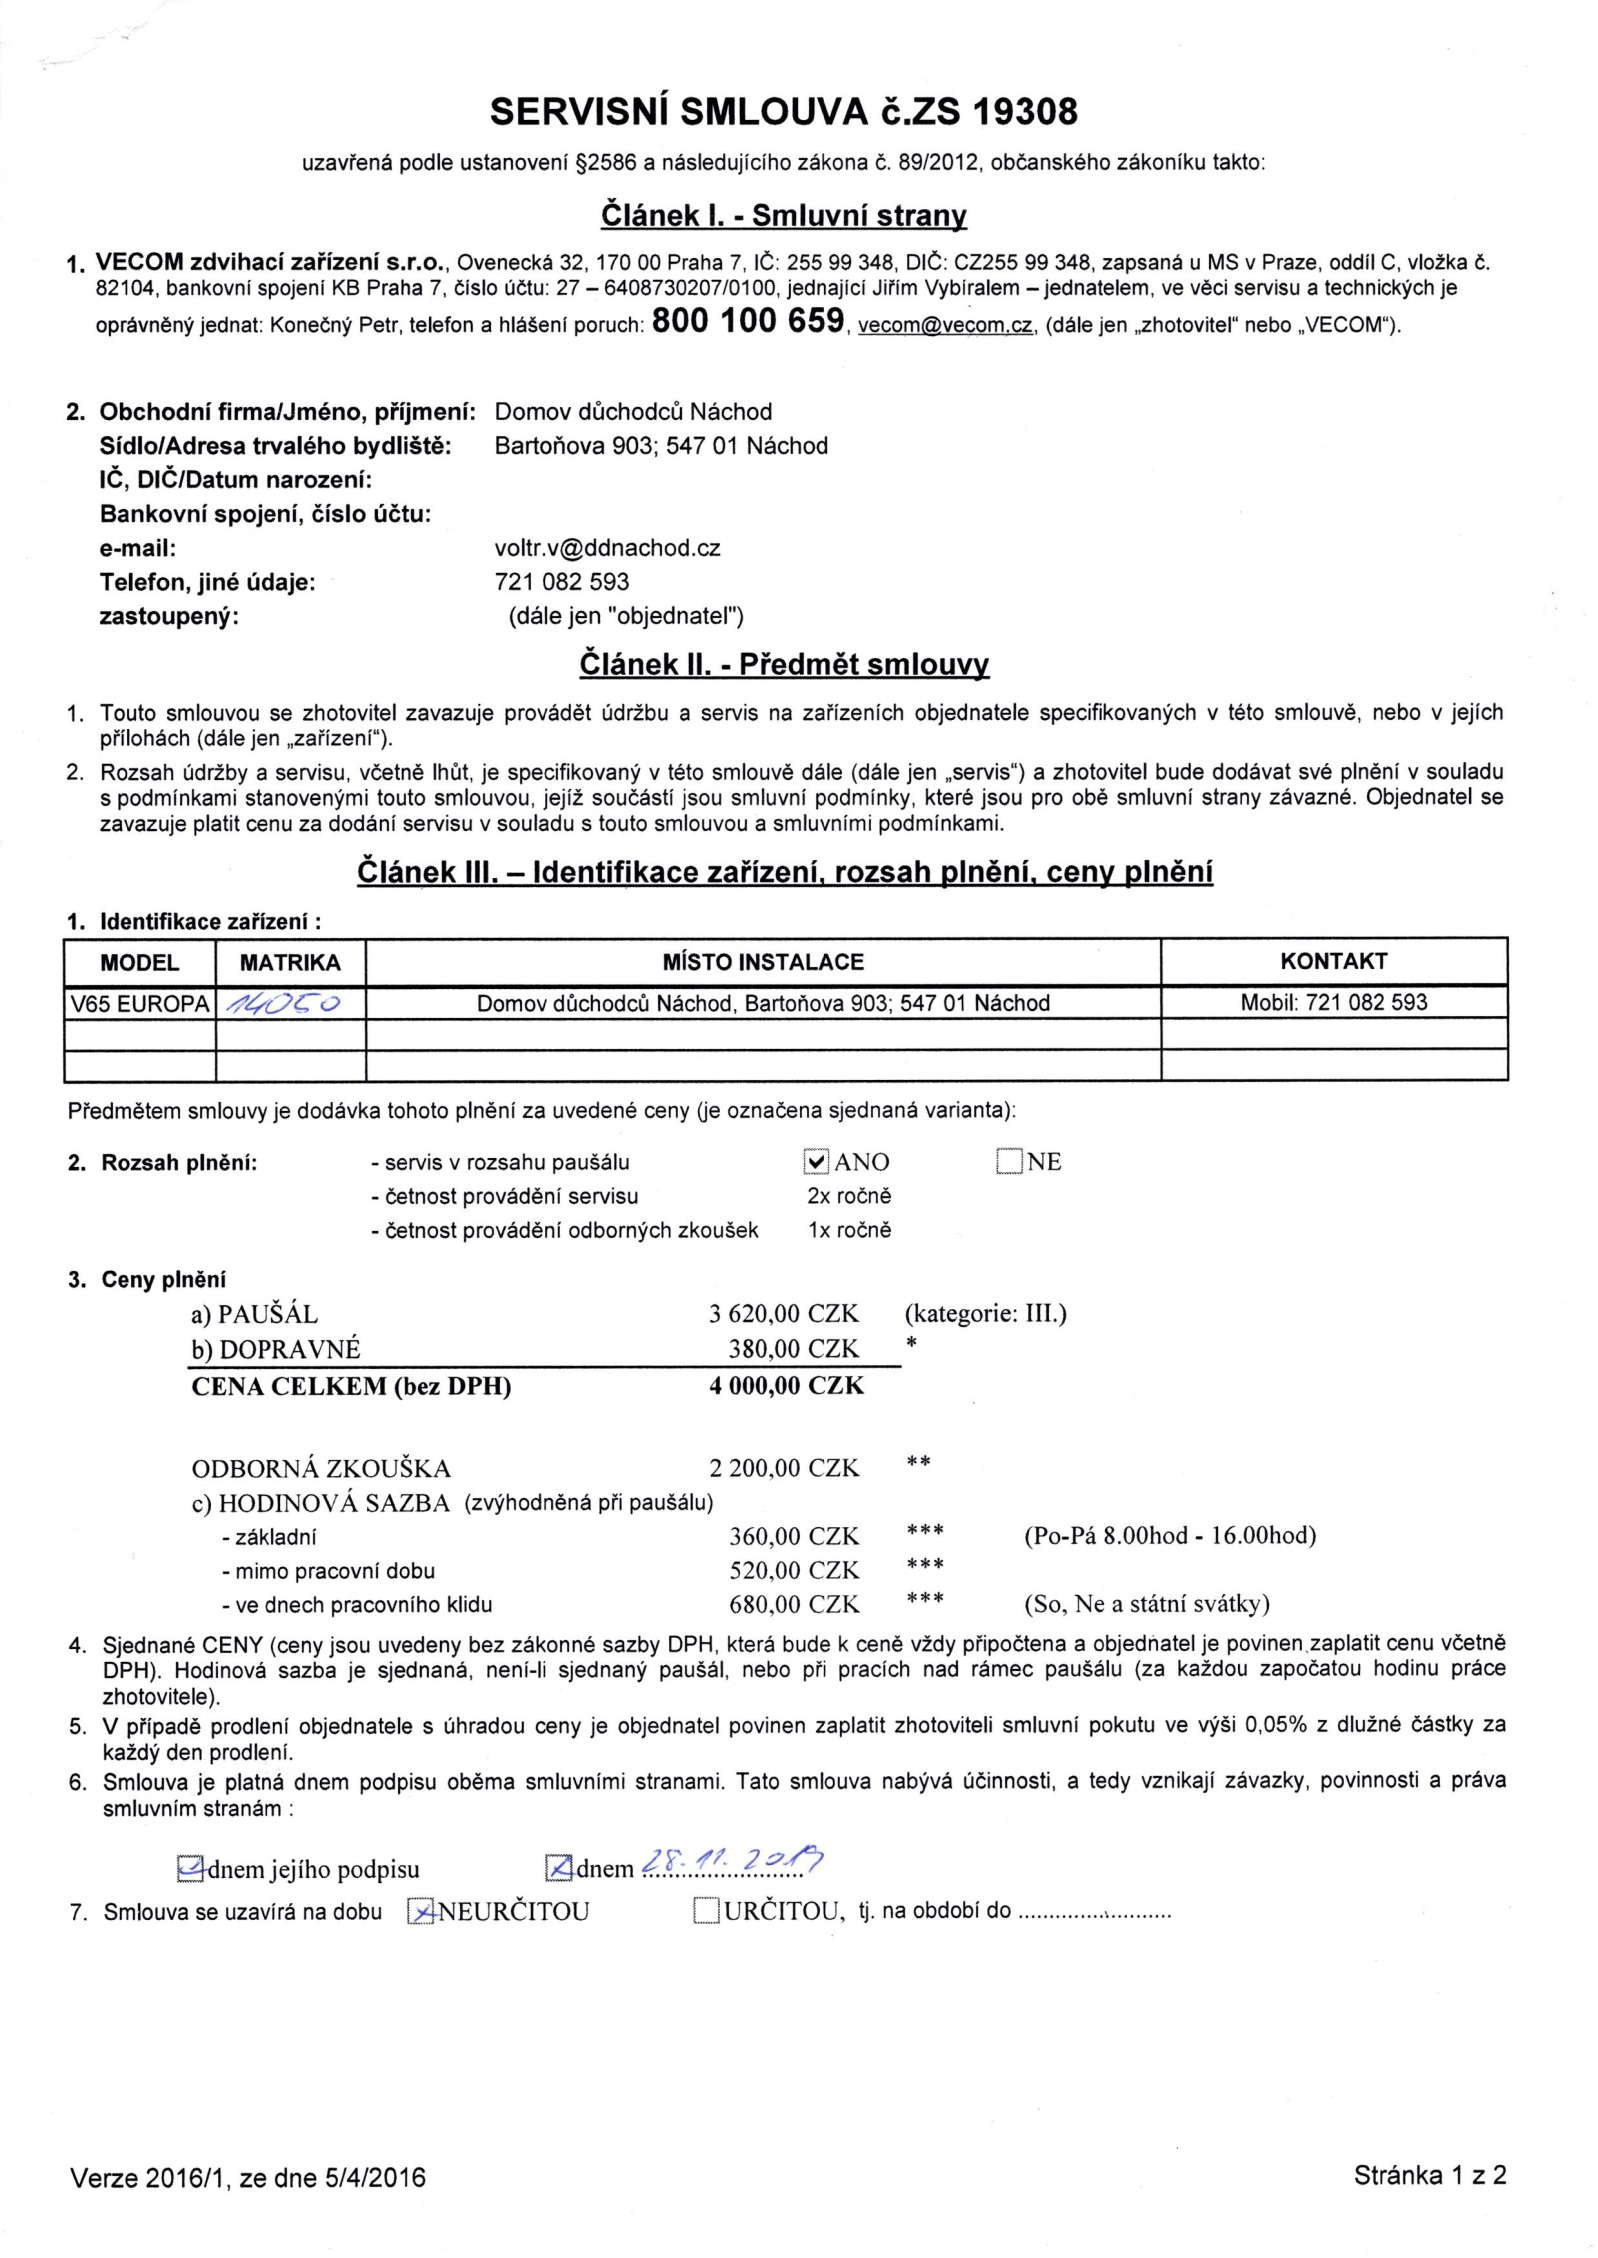 SERVISNÍ SMLOUVA č.ZS 19308
uzavřená podle ustanovení §2586 a následujícího zákona č. 89/2012, občanského zákoníku takto:
Článek I. - Smluvní strany
1. VECOM zdvihací zařízení s.r.o., Ovenecká 32, 170 00 Praha 7, IČ: 255 99 348, DIČ: CZ255 99 348, zapsaná u MS v Praze, oddíl C, vložka č.
82104, bankovní spojení KB Praha 7, číslo účtu: 27 – 6408730207/0100, jednající Jiřím Vybíralem – jednatelem, ve věci servisu a technických je
oprávněný jednat: Konečný Petr, telefon a hlášení poruch: 800 100 659, vecom@vecom.cz, (dále jen „zhotovitel“ nebo „VECOM“).
2. Obchodní firma/Jméno, příjmení: Domov důchodců Náchod
Sídlo/Adresa trvalého bydliště: Bartoňova 903; 547 01 Náchod
IČ, DIČ/Datum narození:
Bankovní spojení, číslo účtu:
e-mail: voltr.v@ddnachod.cz
Telefon, jiné údaje: 721 082 593
zastoupený: (dále jen "objednatel")
Článek II. - Předmět smlouvy
1. Touto smlouvou se zhotovitel zavazuje provádět údržbu a servis na zařízeních objednatele specifikovaných v této smlouvě, nebo v jejích
přílohách (dále jen „zařízení“).
2. Rozsah údržby a servisu, včetně lhůt, je specifikovaný v této smlouvě dále (dále jen „servis“) a zhotovitel bude dodávat své plnění v souladu
s podmínkami stanovenými touto smlouvou, jejíž součástí jsou smluvní podmínky, které jsou pro obě smluvní strany závazné. Objednatel se
zavazuje platit cenu za dodání servisu v souladu s touto smlouvou a smluvními podmínkami.
Článek III. – Identifikace zařízení, rozsah plnění, ceny plnění
1. Identifikace zařízení :
MODEL MATRIKA MÍSTO INSTALACE KONTAKT
V65 EUROPA 14050 Domov důchodců Náchod, Bartoňova 903; 547 01 Náchod Mobil: 721 082 593
Předmětem smlouvy je dodávka tohoto plnění za uvedené ceny (je označena sjednaná varianta):
2. Rozsah plnění: - servis v rozsahu paušálu ANO NE
- četnost provádění servisu 2x ročně
- četnost provádění odborných zkoušek 1x ročně
3. Ceny plnění
a) PAUŠÁL 3 620,00 CZK (kategorie: III.)
b) DOPRAVNÉ 380,00 CZK *
CENA CELKEM (bez DPH) 4 000,00 CZK
ODBORNÁ ZKOUŠKA 2 200,00 CZK **
c) HODINOVÁ SAZBA (zvýhodněná při paušálu)
- základní 360,00 CZK *** (Po-Pá 8.00hod - 16.00hod)
- mimo pracovní dobu 520,00 CZK ***
- ve dnech pracovního klidu 680,00 CZK *** (So, Ne a státní svátky)
4. Sjednané CENY (ceny jsou uvedeny bez zákonné sazby DPH, která bude k ceně vždy připočtena a objednatel je povinen zaplatit cenu včetně
DPH). Hodinová sazba je sjednaná, není-li sjednaný paušál, nebo při pracích nad rámec paušálu (za každou započatou hodinu práce
zhotovitele).
5. V případě prodlení objednatele s úhradou ceny je objednatel povinen zaplatit zhotoviteli smluvní pokutu ve výši 0,05% z dlužné částky za
každý den prodlení.
6. Smlouva je platná dnem podpisu oběma smluvními stranami. Tato smlouva nabývá účinnosti, a tedy vznikají závazky, povinnosti a práva
smluvním stranám :
dnem jejího podpisu dnem 28. 11. 2019
7. Smlouva se uzavírá na dobu NEURČITOU URČITOU, tj. na období do .........................
Verze 2016/1, ze dne 5/4/2016 Stránka 1 z 2